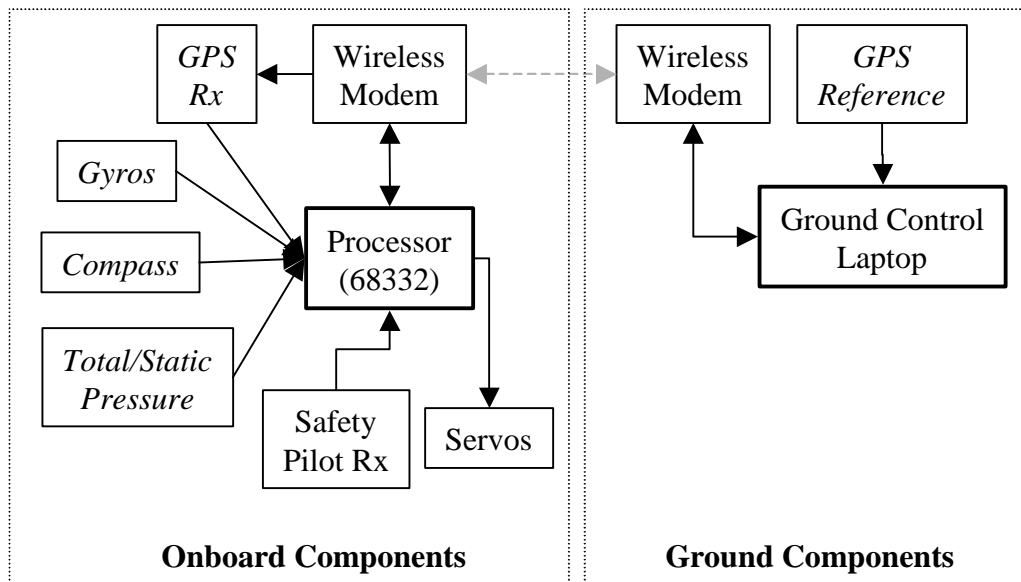 GPS
Rx
Wireless
Modem
Gyros
Compass
Total/Static
Pressure
Processor
(68332)
Safety
Pilot Rx
Servos
Onboard Components
Wireless
Modem
GPS
Reference
Ground Control
Laptop
Ground Components